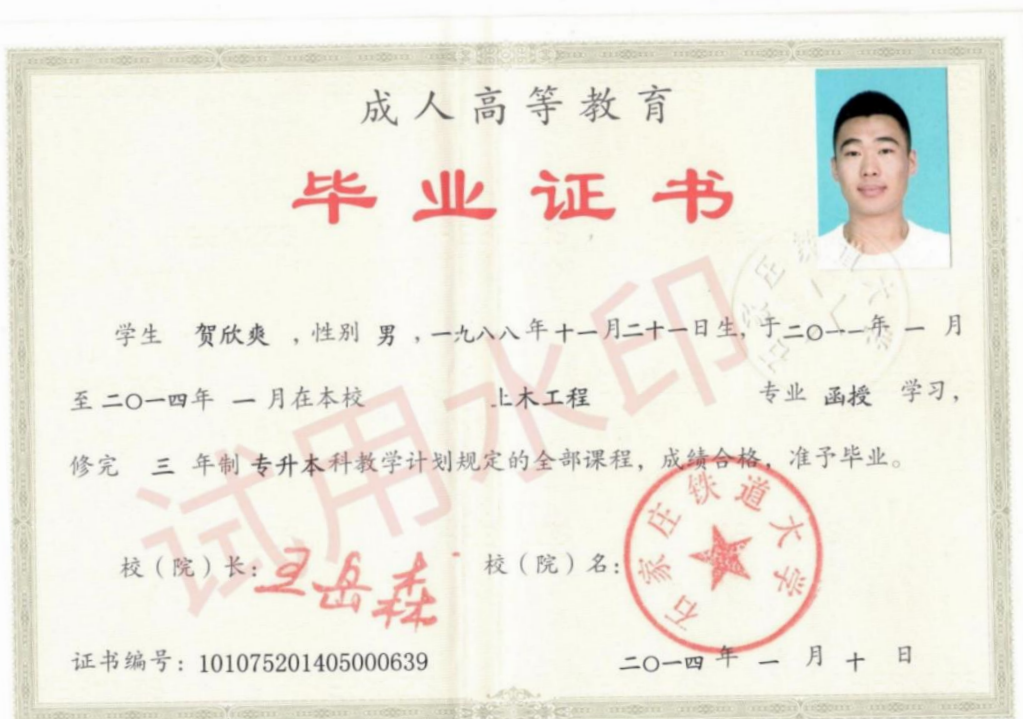 成人高等教育
毕业证书
学生 贺欣爽 ，性别 男 ，一九八八年十一月二十一日生，于二〇一一年 一 月
至二〇一四年 一 月在本校 土木工程 专业 函授 学习，
修完 三 年制 专升本科教学计划规定的全部课程，成绩合格，准予毕业。
校（院）长：王岳森 校（院）名：
石家庄铁道大学
证书编号：101075201405000639 二〇一四 年 一 月 十 日
试用水印